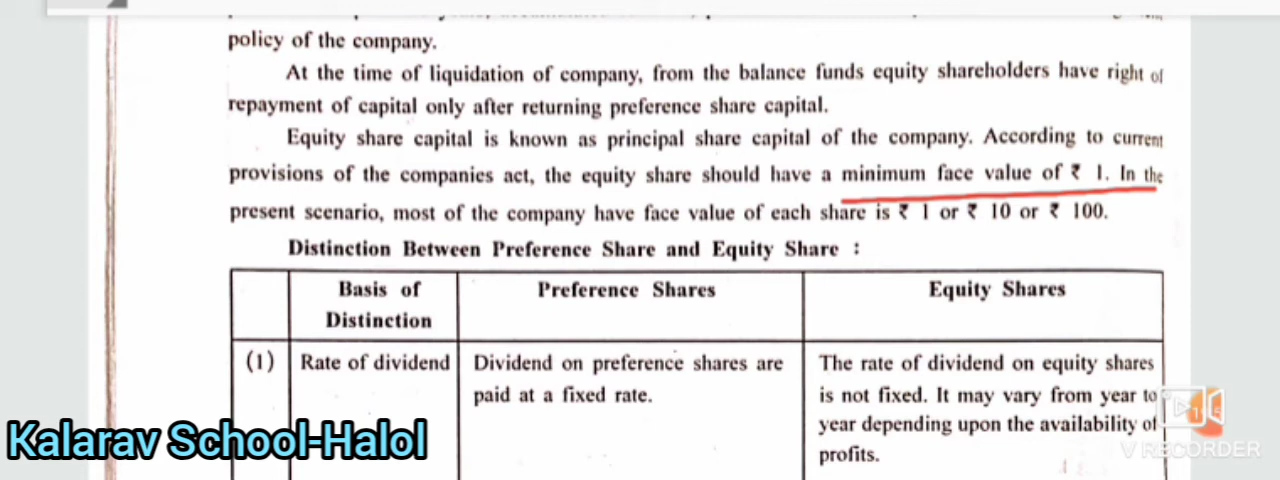 policy of the company.
At the time of liquidation of company, from the balance funds equity shareholders have right of
repayment of capital only after returning preference share capital.
Equity share capital is known as principal share capital of the company. According to current
provisions of the companies act, the equity share should have a minimum face value of ₹ 1. In the
present scenario, most of the company have face value of each share is ₹ 1 or ₹ 10 or ₹ 100.
Distinction Between Preference Share and Equity Share :
Basis of
Distinction
Preference Shares
Equity Shares
(1)
Rate of dividend
Dividend on preference shares are
paid at a fixed rate.
The rate of dividend on equity shares
is not fixed. It may vary from year to
year depending upon the availability of
profits.
Kalarav School-Halol
V RECORDER